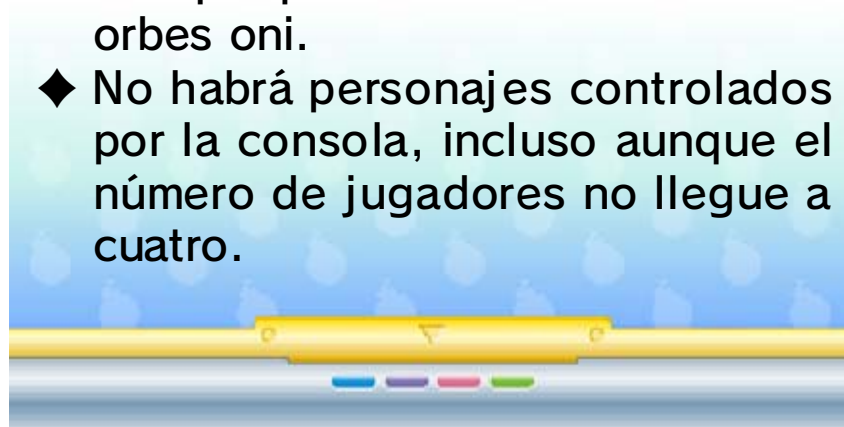 orbes oni.
◆ No habrá personajes controlados
por la consola, incluso aunque el
número de jugadores no llegue a
cuatro.